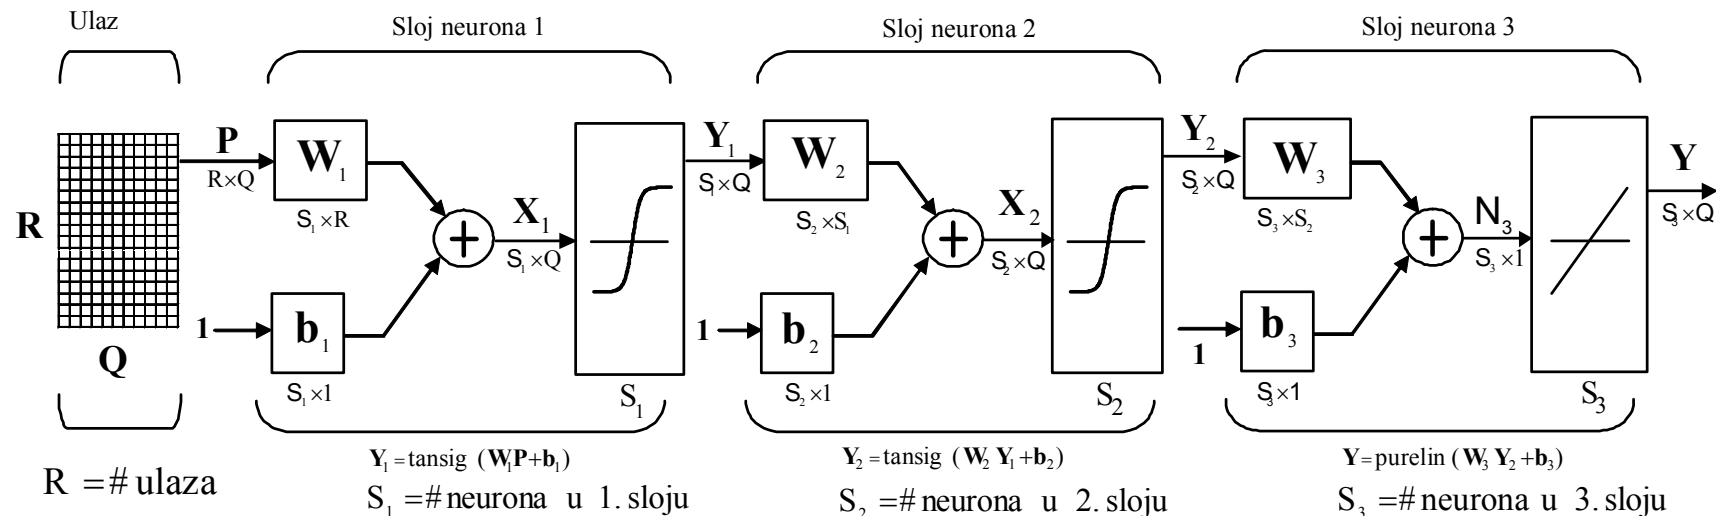 Ulaz
Sloj neurona 1
Sloj neurona 2
Sloj neurona 3
P
R×Q
W₁
S₁×R
X₁
S₁×Q
Y₁
S₁×Q
W₂
S₂×S₁
X₂
S₂×Q
Y₂
S₂×Q
W₃
S₃×S₂
N₃
S₃×1
Y
S₃×Q
R
Q
1
b₁
S₁×1
S₁
1
b₂
S₂×1
S₂
1
b₃
S₃×1
S₃
Y₁=tansig (W₁P+b₁)
Y₂=tansig (W₂ Y₁+b₂)
Y=purelin (W₃ Y₂+b₃)
R =# ulaza
S₁ =# neurona u 1. sloju
S₂ =# neurona u 2. sloju
S₃ =# neurona u 3. sloju